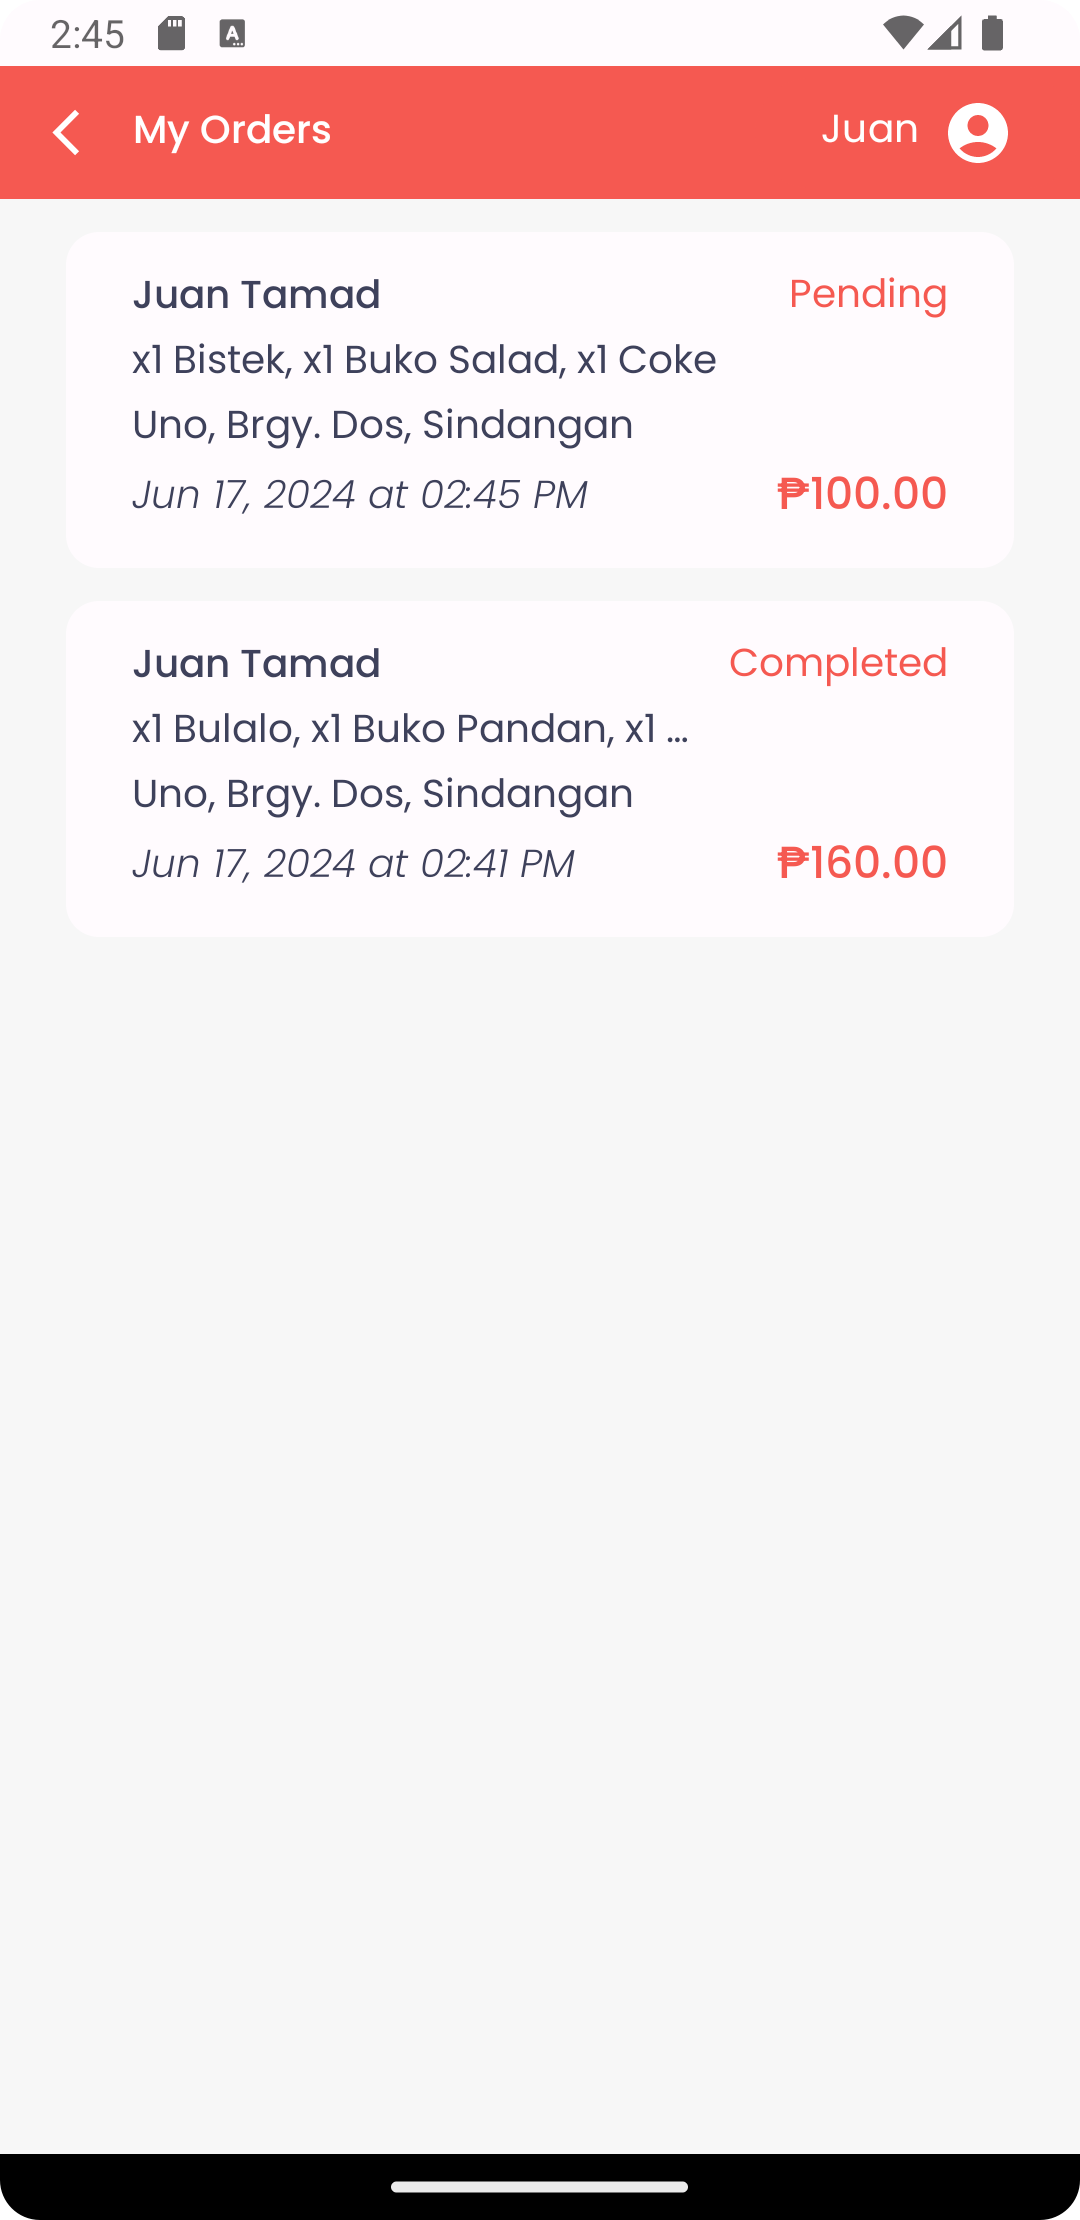 2:45
My Orders
Juan
Juan Tamad
Pending
x1 Bistek, x1 Buko Salad, x1 Coke
Uno, Brgy. Dos, Sindangan
Jun 17, 2024 at 02:45 PM
₱100.00
Juan Tamad
Completed
x1 Bulalo, x1 Buko Pandan, x1 ...
Uno, Brgy. Dos, Sindangan
Jun 17, 2024 at 02:41 PM
₱160.00